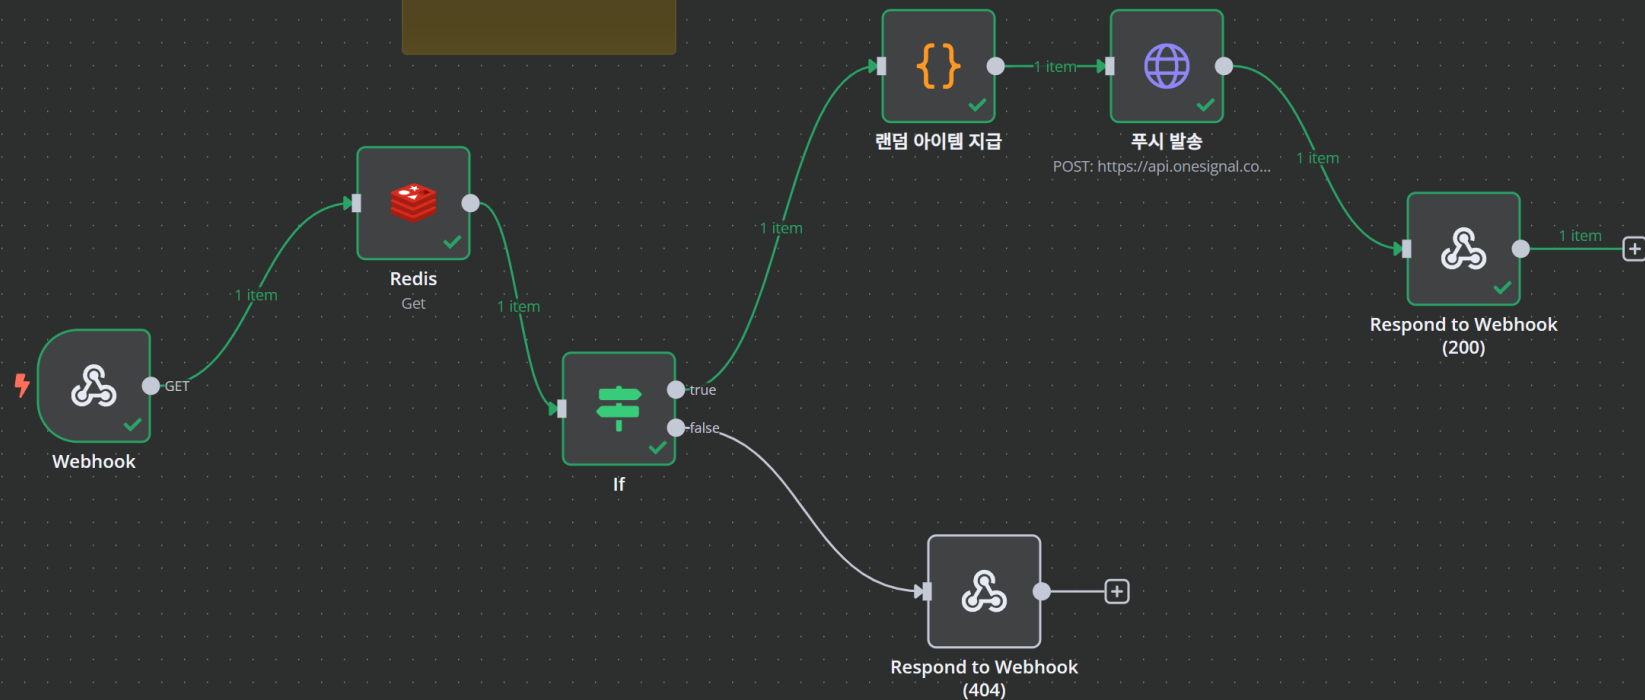 랜덤 아이템 지급
1 item
푸시 발송
POST: https://api.onesignal.co...
1 item
Respond to Webhook
(200)
1 item
1 item
Redis
Get
1 item
1 item
GET
Webhook
true
false
If
Respond to Webhook
(404)